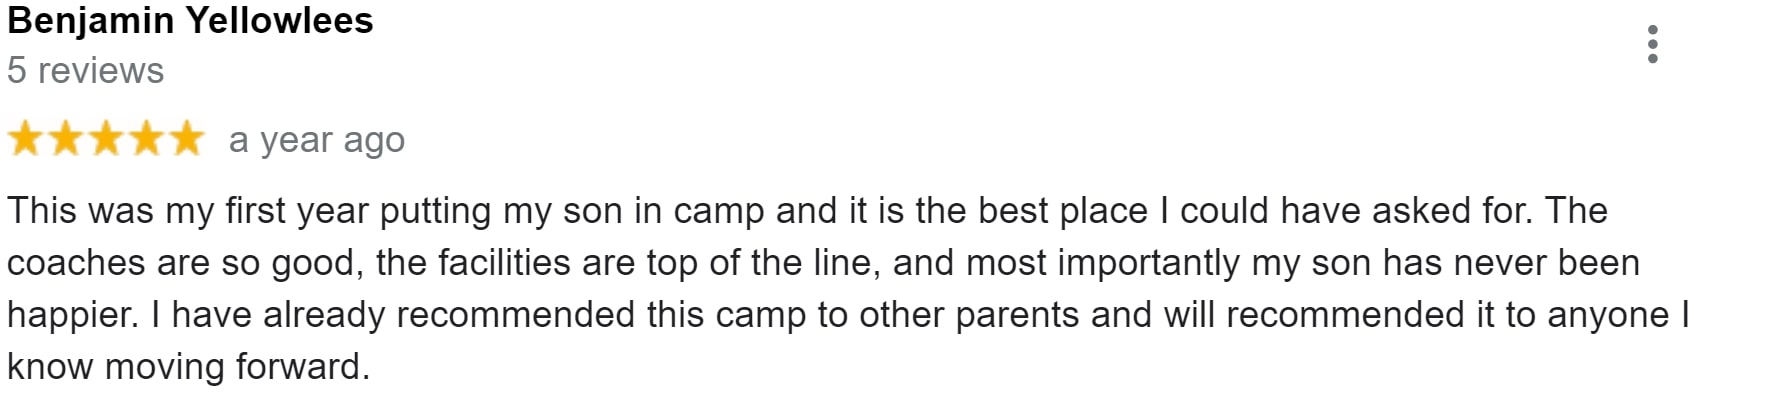 Benjamin Yellowlees
5 reviews
a year ago
This was my first year putting my son in camp and it is the best place I could have asked for. The
coaches are so good, the facilities are top of the line, and most importantly my son has never been
happier. I have already recommended this camp to other parents and will recommended it to anyone I
know moving forward.